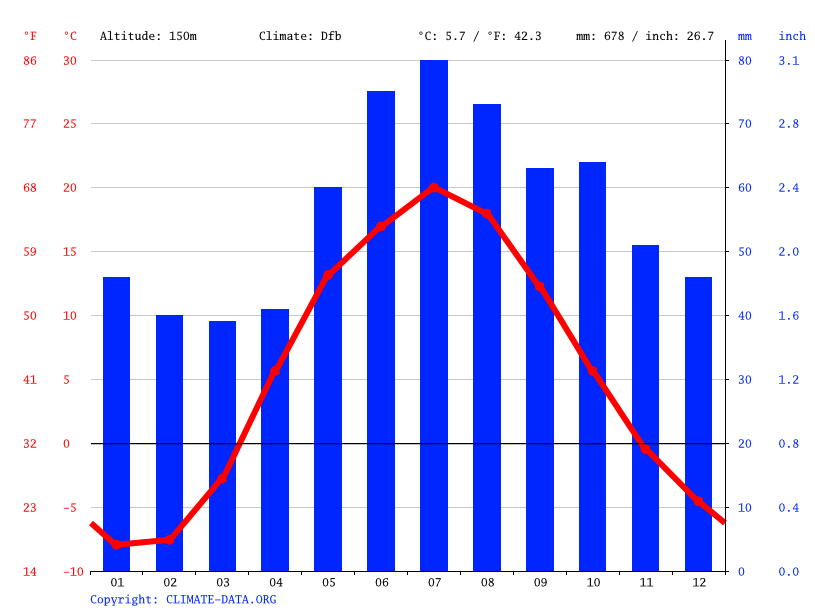 °F °C Altitude: 150m Climate: Dfb °C: 5.7 / °F: 42.3 mm: 678 / inch: 26.7 mm inch
86 30 80 3.1
77 25 70 2.8
68 20 60 2.4
59 15 50 2.0
50 10 40 1.6
41 5 30 1.2
32 0 20 0.8
23 -5 10 0.4
14 -10 0 0.0
01 02 03 04 05 06 07 08 09 10 11 12
Copyright: CLIMATE-DATA.ORG